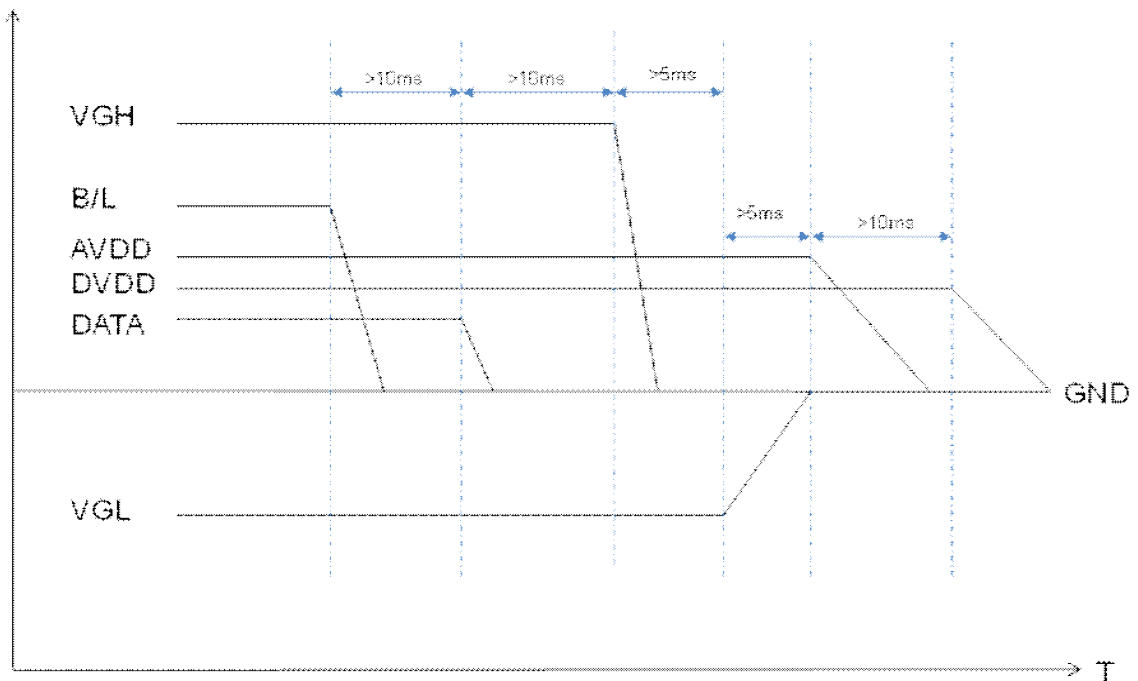 >10ms
>10ms
>5ms
VGH
B/L
>5ms
>10ms
AVDD
DVDD
DATA
GND
VGL
T